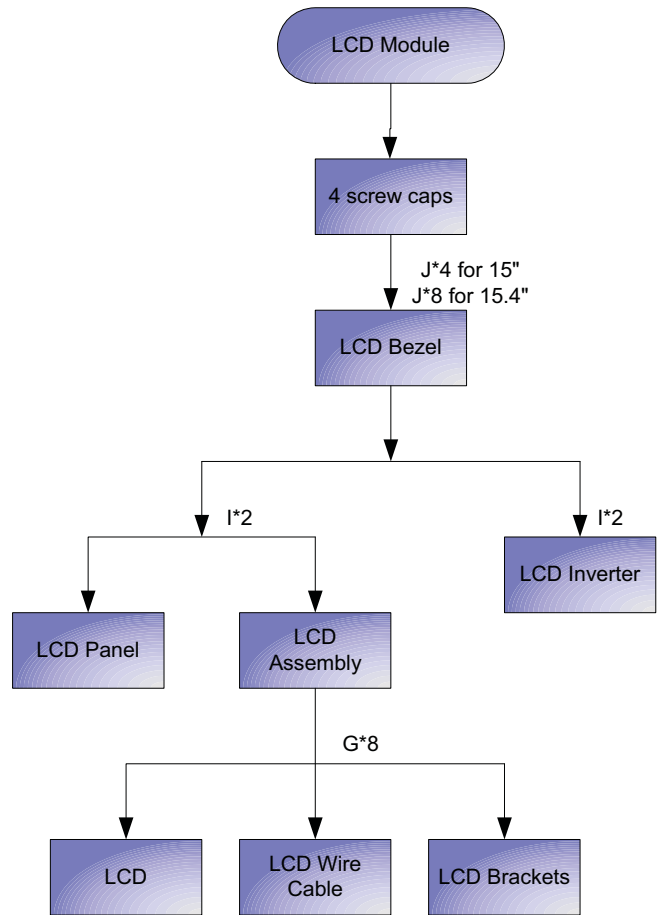 LCD Module
4 screw caps
J*4 for 15"
J*8 for 15.4"
LCD Bezel
I*2
I*2
LCD Inverter
LCD Panel
LCD
Assembly
G*8
LCD
LCD Wire
Cable
LCD Brackets